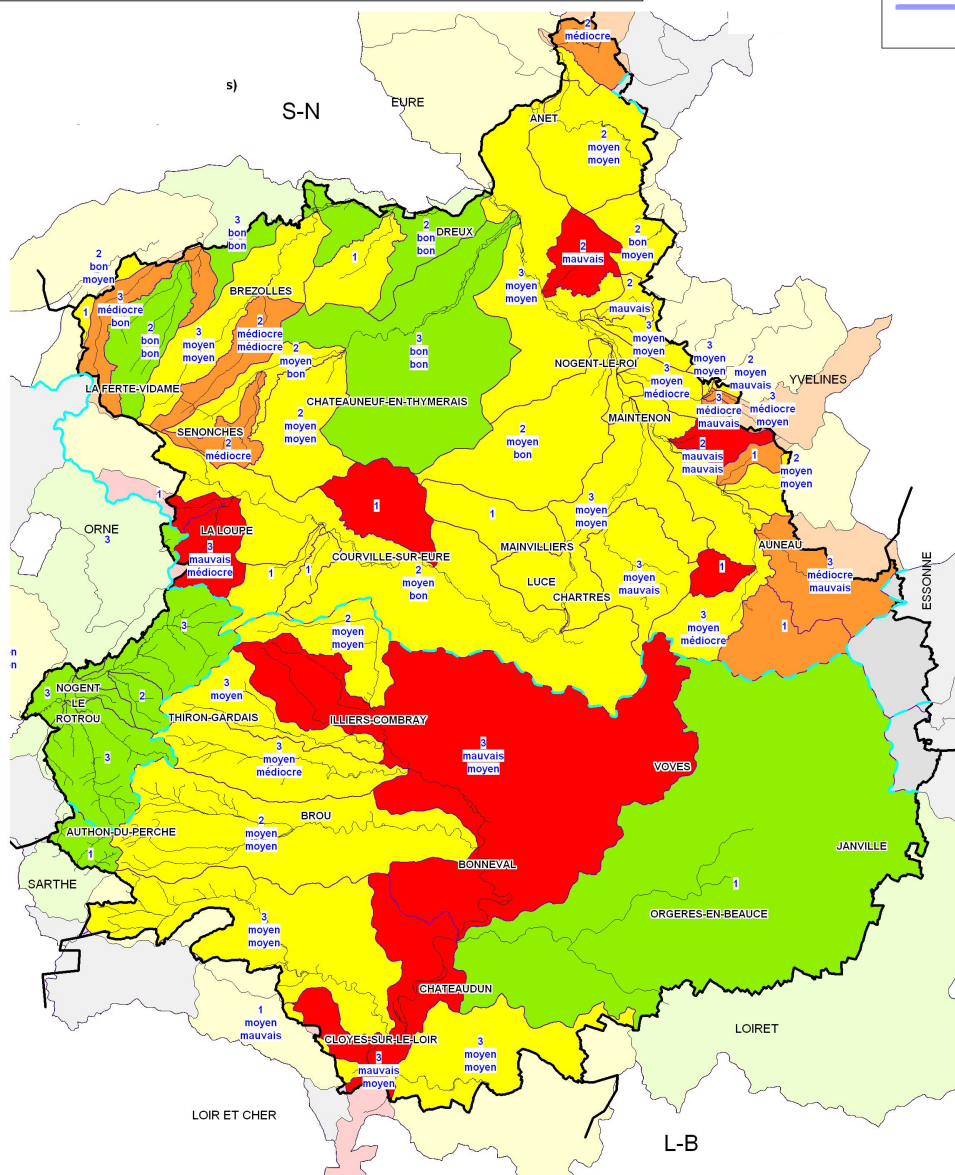 2
médiocre
s)
S-N
EURE
ANET
2
moyen
moyen
3
bon
bon
2
bon
bon
DREUX
2
bon
moyen
2
mauvais
2
bon
moyen
1
3
moyen
moyen
2
mauvais
BREZOLLES
3
médiocre
bon
1
2
bon
bon
3
moyen
moyen
2
médiocre
médiocre
2
moyen
bon
3
bon
bon
3
moyen
moyen
NOGENT-LE-ROI
3
moyen
moyen
2
moyen
mauvais
YVELINES
3
moyen
médiocre
LA FERTE-VIDAME
CHATEAUNEUF-EN-THYMERAIS
3
médiocre
mauvais
3
médiocre
moyen
2
moyen
moyen
MAINTENON
SENONCHES
2
médiocre
2
moyen
bon
2
mauvais
mauvais
1
2
moyen
moyen
1
1
1
3
moyen
moyen
ORNE
3
LA LOUPE
3
mauvais
médiocre
COURVILLE-SUR-EURE
MAINVILLIERS
AUNEAU
1
1
2
moyen
bon
LUCE
CHARTRES
3
moyen
mauvais
1
3
médiocre
mauvais
ESSONNE
3
2
moyen
moyen
3
moyen
médiocre
1
en
en
3
NOGENT
LE
ROTROU
2
3
moyen
THIRON-GARDAIS
ILLIERS-COMBRAY
3
3
moyen
médiocre
3
mauvais
moyen
VOVES
BROU
2
moyen
moyen
AUTHON-DU-PERCHE
1
JANVILLE
BONNEVAL
SARTHE
1
ORGERES-EN-BEAUCE
3
moyen
moyen
CHATEAUDUN
1
moyen
mauvais
CLOYES-SUR-LE-LOIR
3
mauvais
moyen
3
moyen
moyen
LOIRET
LOIR ET CHER
L-B